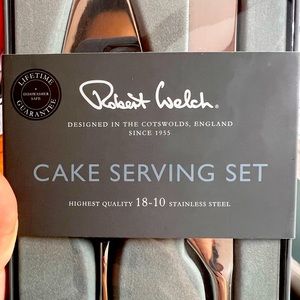 LIFETIME
• DISHWASHER SAFE •
GUARANTEE
Robert Welch
DESIGNED IN THE COTSWOLDS, ENGLAND
SINCE 1955
CAKE SERVING SET
HIGHEST QUALITY 18-10 STAINLESS STEEL